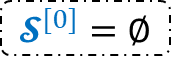 𝓢^[0] = ∅